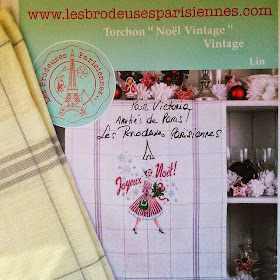 www.lesbrodeusesparisiennes.com
Torchon " Noël Vintage "
Vintage
Lin
Les Brodeuses Parisiennes...
Pour Victoria
Amitiés de Paris!
Les Brodeuses Parisiennes
Joyeux Noël!